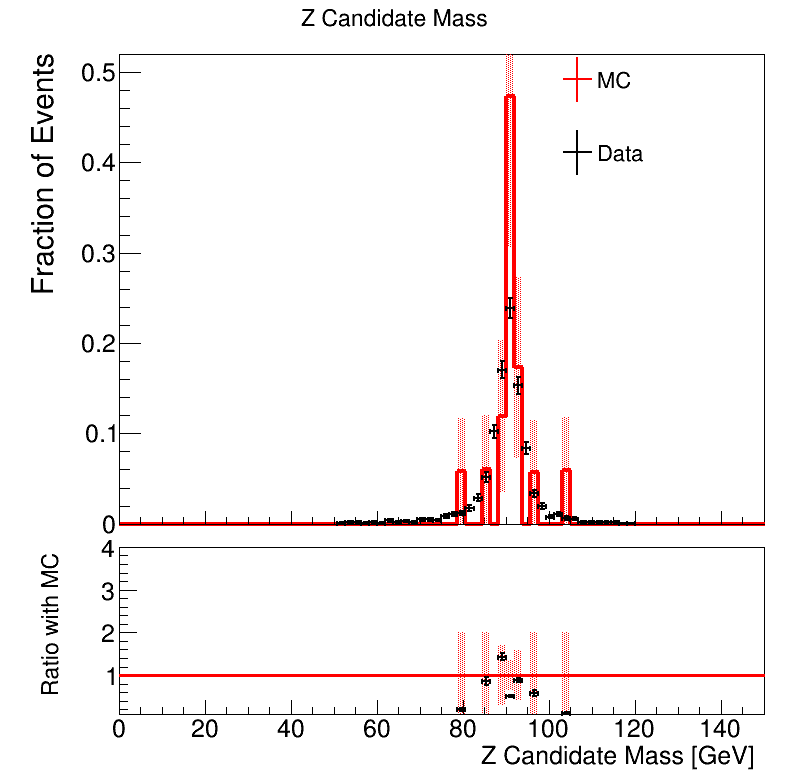 Z Candidate Mass
Fraction of Events
0.5
0.4
0.3
0.2
0.1
0
MC
Data
Ratio with MC
4
3
2
1
0 20 40 60 80 100 120 140
Z Candidate Mass [GeV]